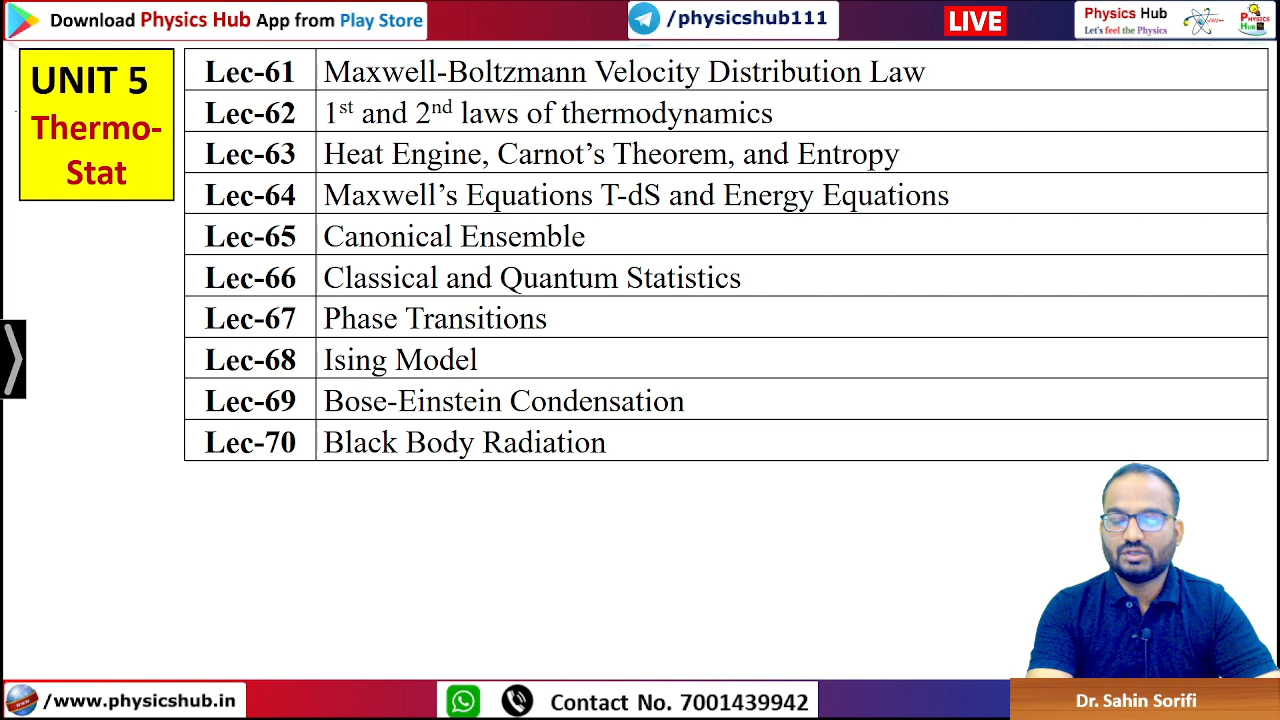 Download Physics Hub App from Play Store
/physicshub111
LIVE
Physics Hub
Let's feel the Physics
Physics
Hub
UNIT 5
Thermo-
Stat
Lec-61 Maxwell-Boltzmann Velocity Distribution Law
Lec-62 1st and 2nd laws of thermodynamics
Lec-63 Heat Engine, Carnot’s Theorem, and Entropy
Lec-64 Maxwell’s Equations T-dS and Energy Equations
Lec-65 Canonical Ensemble
Lec-66 Classical and Quantum Statistics
Lec-67 Phase Transitions
Lec-68 Ising Model
Lec-69 Bose-Einstein Condensation
Lec-70 Black Body Radiation
/www.physicshub.in
Contact No. 7001439942
Dr. Sahin Sorifi